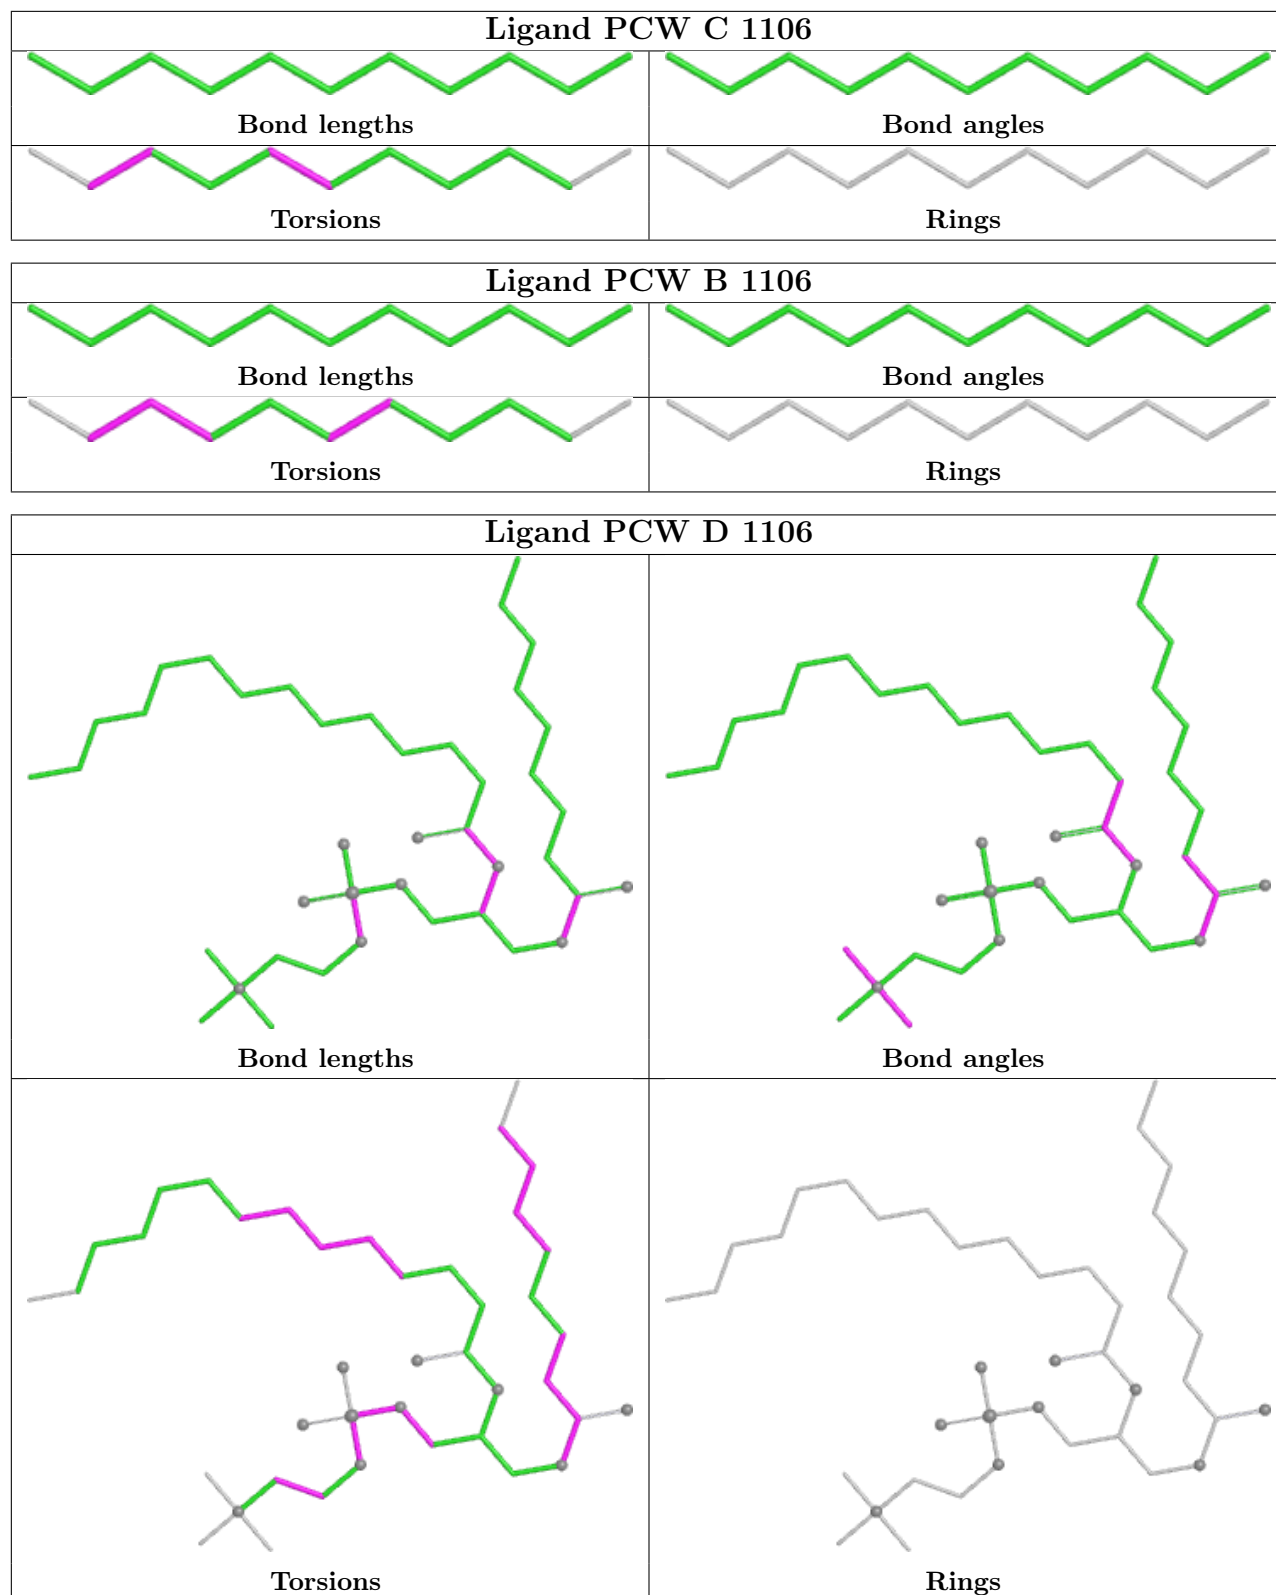 Ligand PCW C 1106
Bond lengths
Bond angles
Torsions
Rings
Ligand PCW B 1106
Bond lengths
Bond angles
Torsions
Rings
Ligand PCW D 1106
Bond lengths
Bond angles
Torsions
Rings